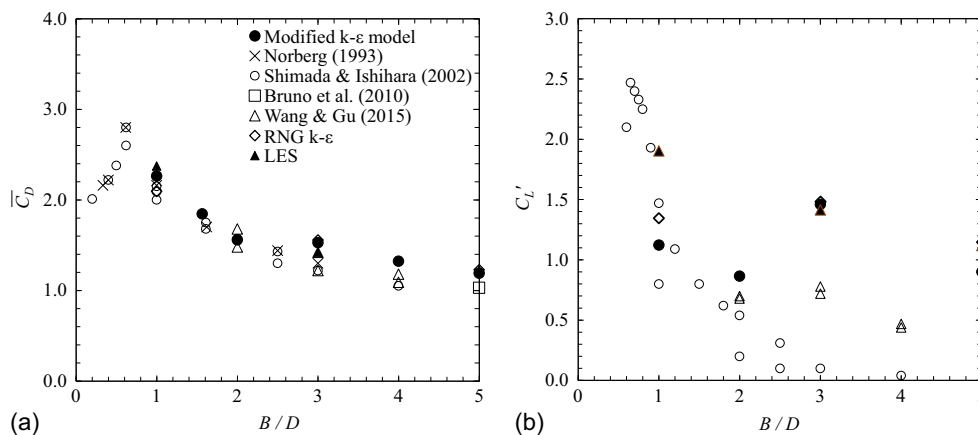 4.0
3.0
2.0
1.0
0.0
C_D
0 1 2 3 4 5
B / D
(a)
Modified k-ε model
Norberg (1993)
Shimada & Ishihara (2002)
Bruno et al. (2010)
Wang & Gu (2015)
RNG k-ε
LES
3.0
2.5
2.0
1.5
1.0
0.5
0.0
C_L'
0 1 2 3 4
B / D
(b)